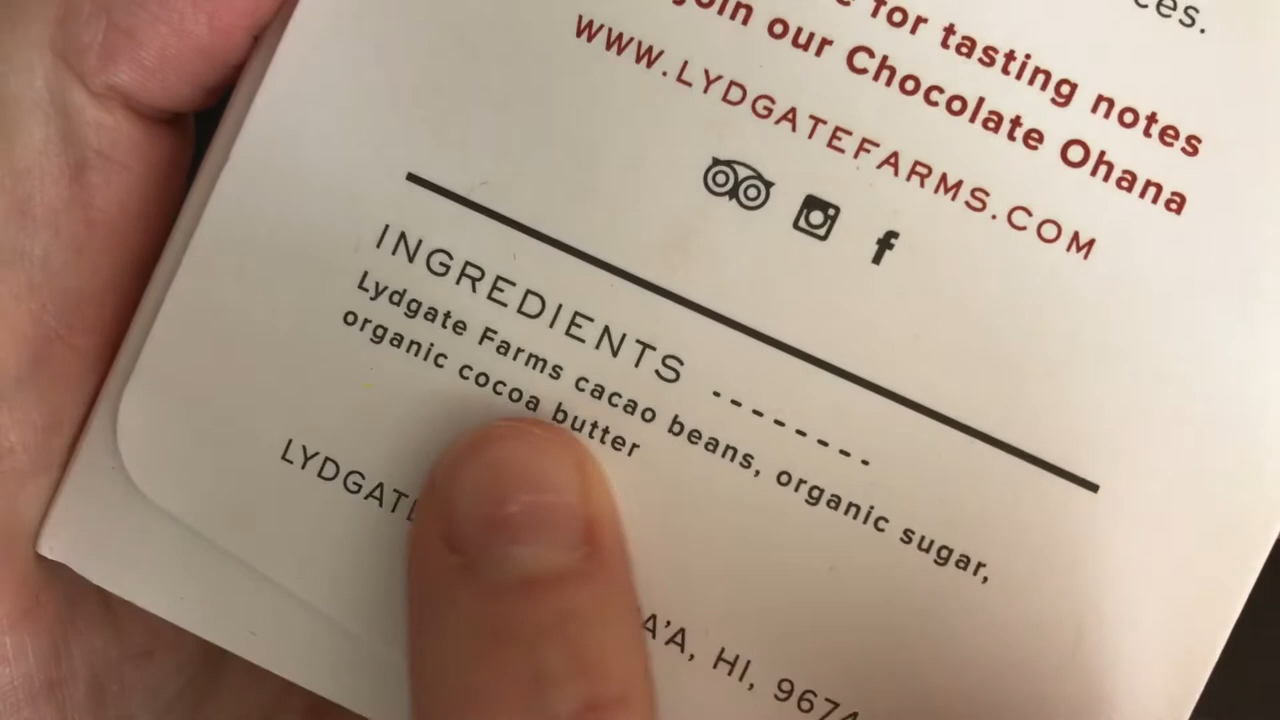 for tasting notes
join our Chocolate Ohana
WWW.LYDGATEFARMS.COM
INGREDIENTS -------
Lydgate Farms cacao beans, organic sugar,
organic cocoa butter
HI,